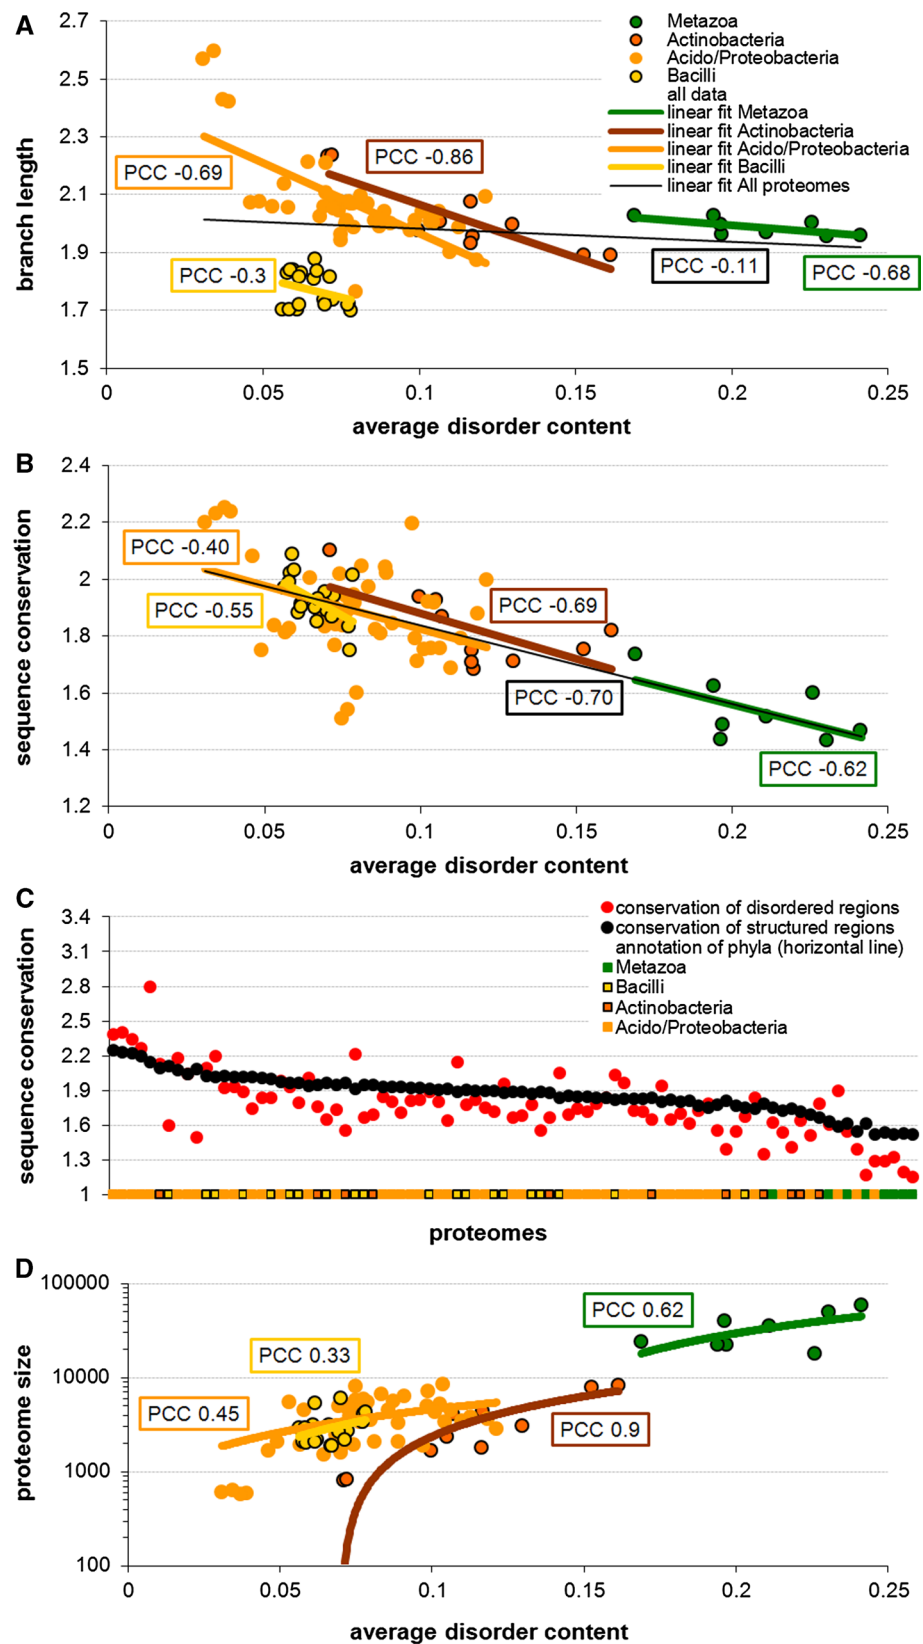 A
2.7
2.5
2.3
2.1
1.9
1.7
1.5
branch length
Metazoa
Actinobacteria
Acido/Proteobacteria
Bacilli
all data
linear fit Metazoa
linear fit Actinobacteria
linear fit Acido/Proteobacteria
linear fit Bacilli
linear fit All proteomes
PCC -0.69
PCC -0.86
PCC -0.3
PCC -0.11
PCC -0.68
0 0.05 0.1 0.15 0.2 0.25
average disorder content
B
2.4
2.2
2
1.8
1.6
1.4
1.2
sequence conservation
PCC -0.40
PCC -0.55
PCC -0.69
PCC -0.70
PCC -0.62
0 0.05 0.1 0.15 0.2 0.25
average disorder content
C
3.4
3.1
2.8
2.5
2.2
1.9
1.6
1.3
1
sequence conservation
conservation of disordered regions
conservation of structured regions
annotation of phyla (horizontal line)
Metazoa
Bacilli
Actinobacteria
Acido/Proteobacteria
proteomes
D
100000
10000
1000
100
proteome size
PCC 0.62
PCC 0.33
PCC 0.45
PCC 0.9
0 0.05 0.1 0.15 0.2 0.25
average disorder content